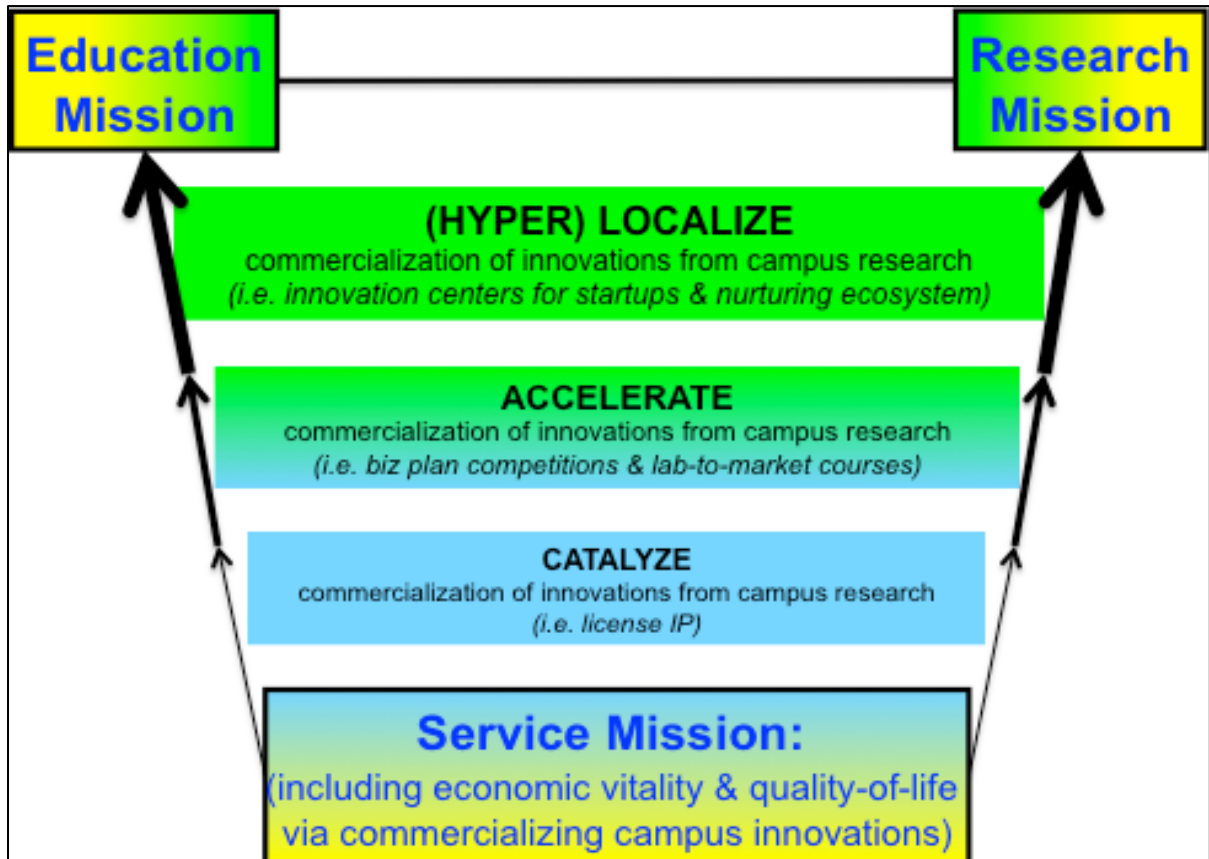 Education
Mission
Research
Mission
(HYPER) LOCALIZE
commercialization of innovations from campus research
(i.e. innovation centers for startups & nurturing ecosystem)
ACCELERATE
commercialization of innovations from campus research
(i.e. biz plan competitions & lab-to-market courses)
CATALYZE
commercialization of innovations from campus research
(i.e. license IP)
Service Mission:
(including economic vitality & quality-of-life
via commercializing campus innovations)